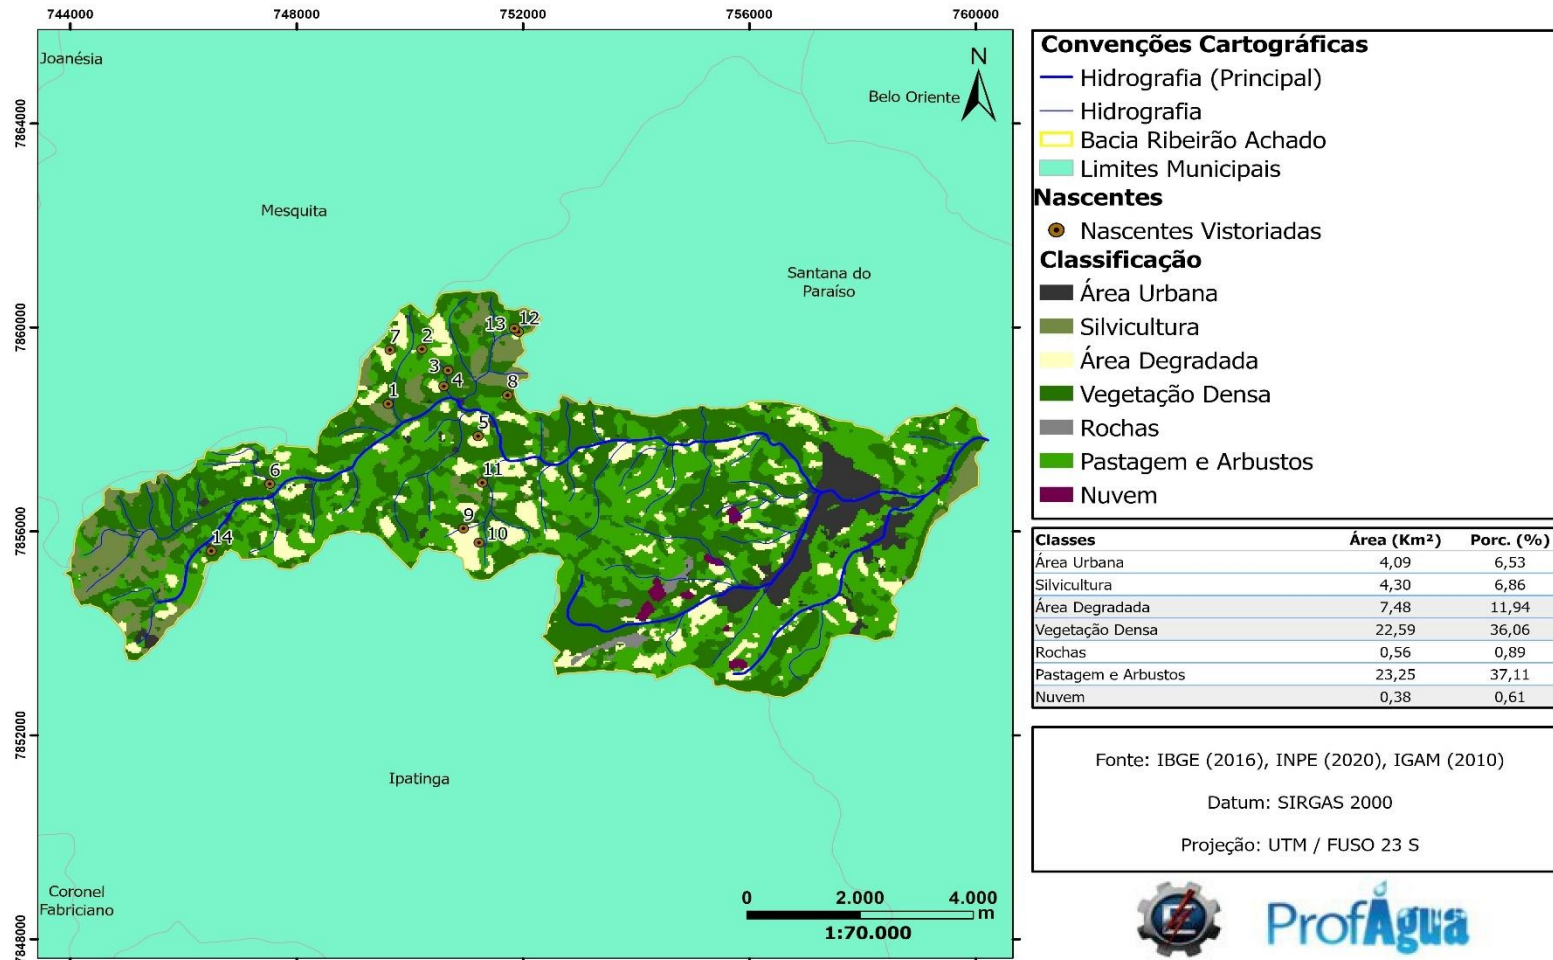 744000 748000 752000 756000 760000
Joanésia
N
Belo Oriente
7864000
Mesquita
Santana do
Paraíso
7860000
13 12
7 2
3
4
8
1
5
11
6
9
10
14
7856000
7852000
Ipatinga
Coronel
Fabriciano
7848000
0 2.000 4.000
m
1:70.000
Convenções Cartográficas
Hidrografia (Principal)
Hidrografia
Bacia Ribeirão Achado
Limites Municipais
Nascentes
Nascentes Vistoriadas
Classificação
Área Urbana
Silvicultura
Área Degradada
Vegetação Densa
Rochas
Pastagem e Arbustos
Nuvem
Classes Área (Km²) Porc. (%)
Área Urbana 4,09 6,53
Silvicultura 4,30 6,86
Área Degradada 7,48 11,94
Vegetação Densa 22,59 36,06
Rochas 0,56 0,89
Pastagem e Arbustos 23,25 37,11
Nuvem 0,38 0,61
Fonte: IBGE (2016), INPE (2020), IGAM (2010)
Datum: SIRGAS 2000
Projeção: UTM / FUSO 23 S
ProfÁgua